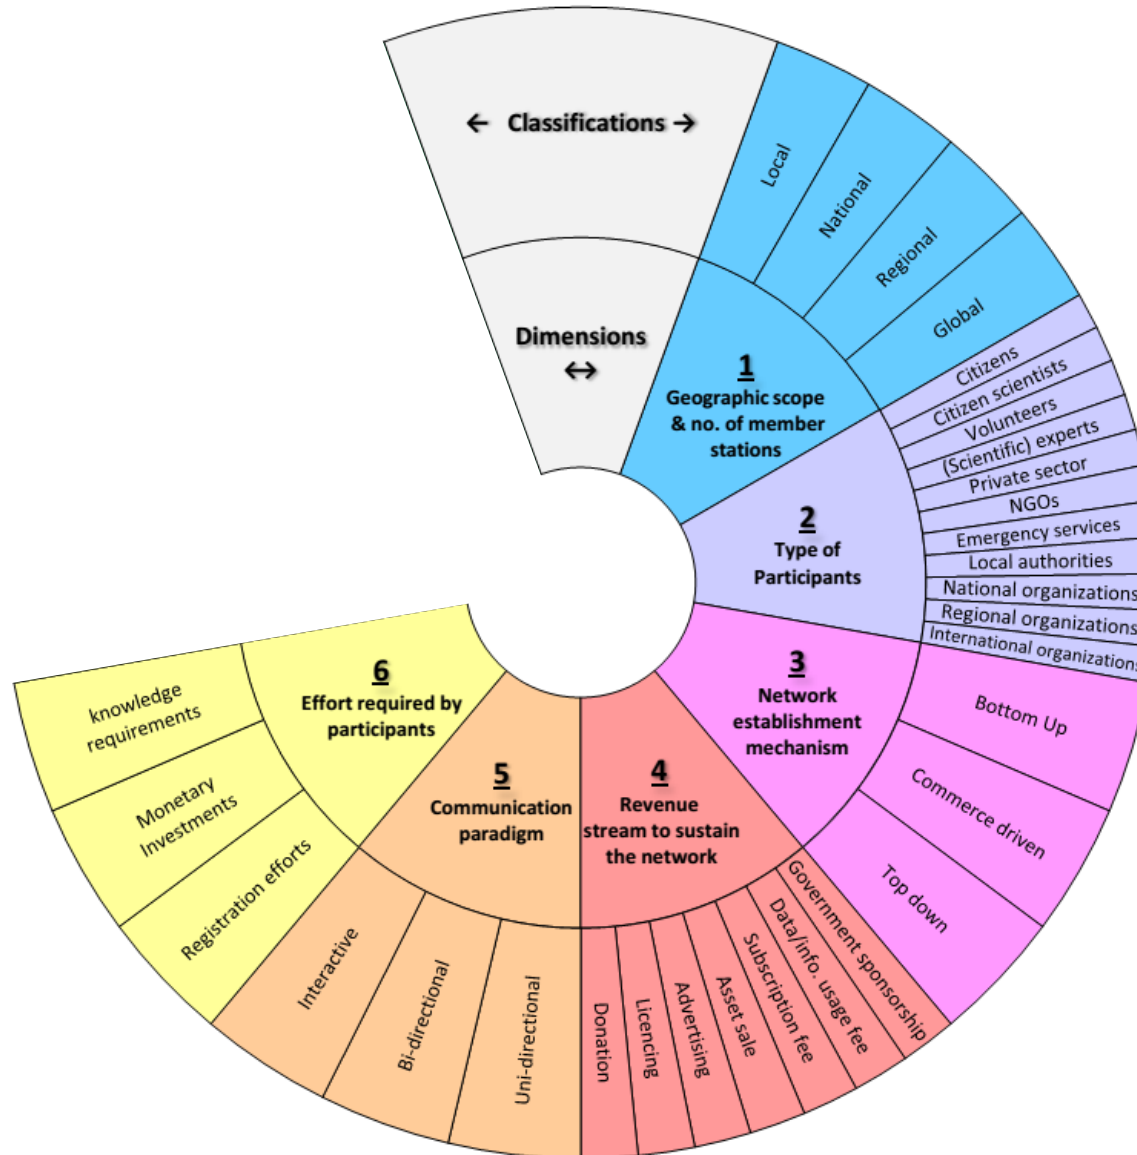 ← Classifications →
Dimensions
↔
1
Geographic scope
& no. of member
stations
Local
National
Regional
Global
2
Type of
Participants
Citizens
Citizen scientists
Volunteers
(Scientific) experts
Private sector
NGOs
Emergency services
Local authorities
National organizations
Regional organizations
International organizations
3
Network
establishment
mechanism
Bottom Up
Commerce driven
Top down
4
Revenue
stream to sustain
the network
Government sponsorship
Data/info. usage fee
Subscription fee
Asset sale
Advertising
Licencing
Donation
5
Communication
paradigm
Uni-directional
Bi-directional
Interactive
6
Effort required by
participants
Registration efforts
Monetary
Investments
knowledge
requirements